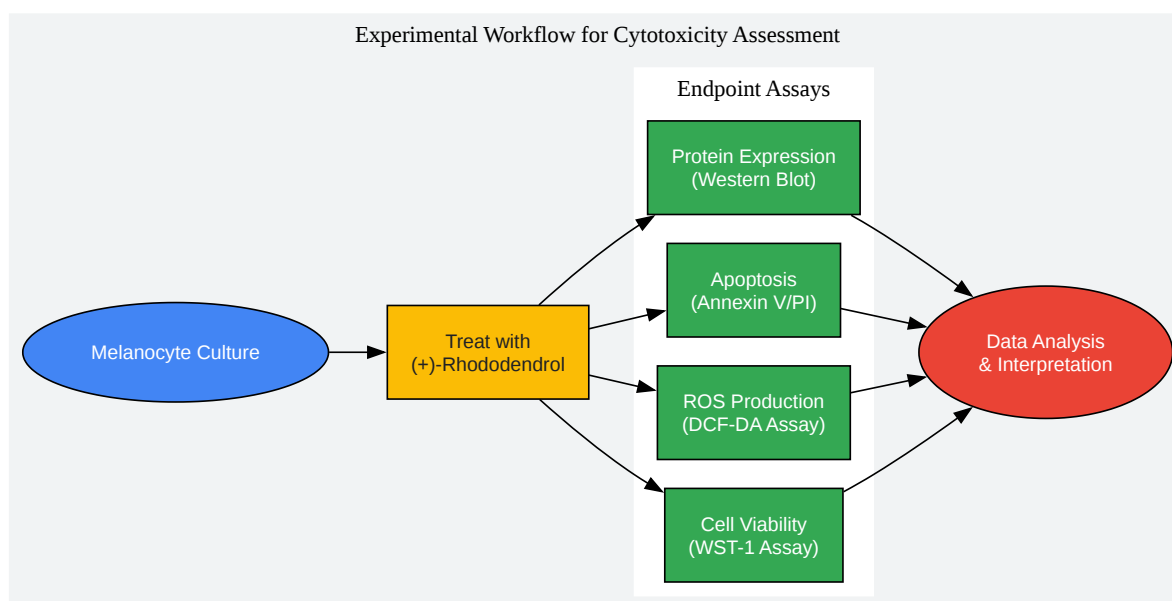 Experimental Workflow for Cytotoxicity Assessment
Endpoint Assays
Protein Expression
(Western Blot)
Apoptosis
(Annexin V/PI)
Melanocyte Culture
Treat with
(+)-Rhododendrol
Data Analysis
& Interpretation
ROS Production
(DCF-DA Assay)
Cell Viability
(WST-1 Assay)